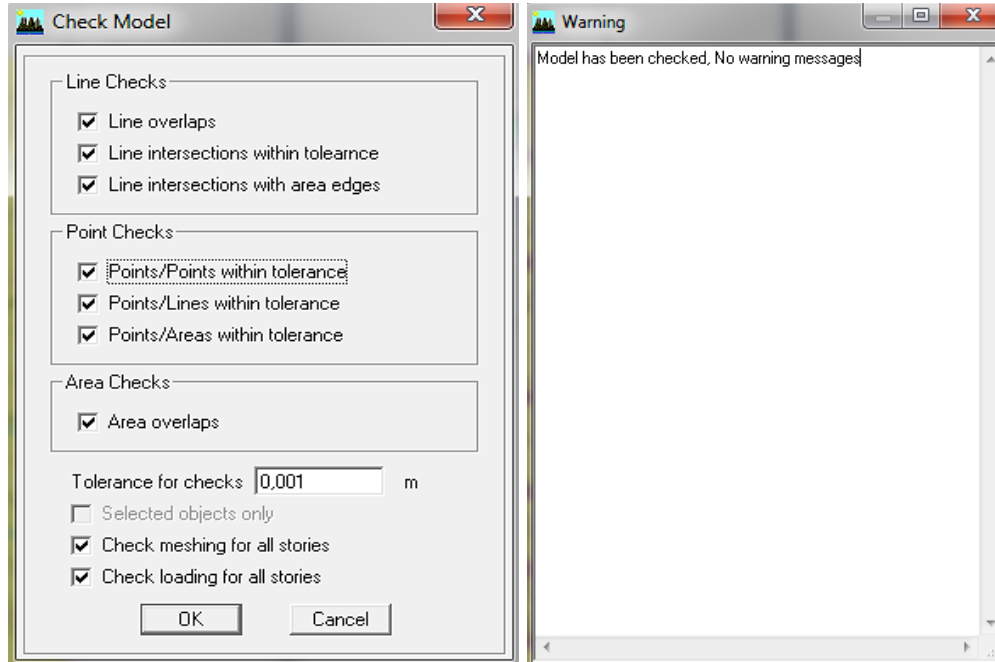 Check Model
Line Checks
Line overlaps
Line intersections within tolearnce
Line intersections with area edges
Point Checks
Points/Points within tolerance
Points/Lines within tolerance
Points/Areas within tolerance
Area Checks
Area overlaps
Tolerance for checks 0,001 m
Selected objects only
Check meshing for all stories
Check loading for all stories
OK Cancel
Warning
Model has been checked, No warning messages